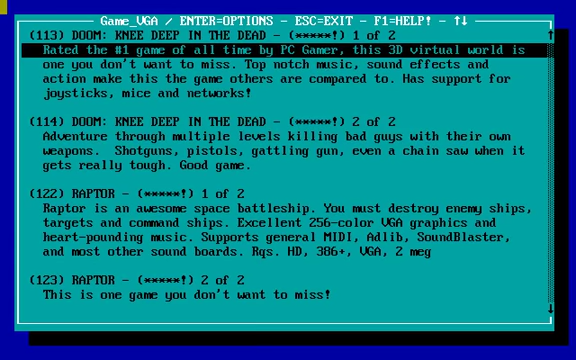 Game_VGA / ENTER=OPTIONS - ESC=EXIT - F1=HELP! - ↑↓
(113) DOOM: KNEE DEEP IN THE DEAD - (*****!) 1 of 2
Rated the #1 game of all time by PC Gamer, this 3D virtual world is
one you don't want to miss. Top notch music, sound effects and
action make this the game others are compared to. Has support for
joysticks, mice and networks!
(114) DOOM: KNEE DEEP IN THE DEAD - (*****!) 2 of 2
Adventure through multiple levels killing bad guys with their own
weapons.  Shotguns, pistols, gattling gun, even a chain saw when it
gets really tough. Good game.
(122) RAPTOR - (*****!) 1 of 2
Raptor is an awesome space battleship. You must destroy enemy ships,
targets and command ships. Excellent 256-color VGA graphics and
heart-pounding music. Supports general MIDI, Adlib, SoundBlaster,
and most other sound boards. Rqs. HD, 386+, VGA, 2 meg
(123) RAPTOR - (*****!) 2 of 2
This is one game you don't want to miss!